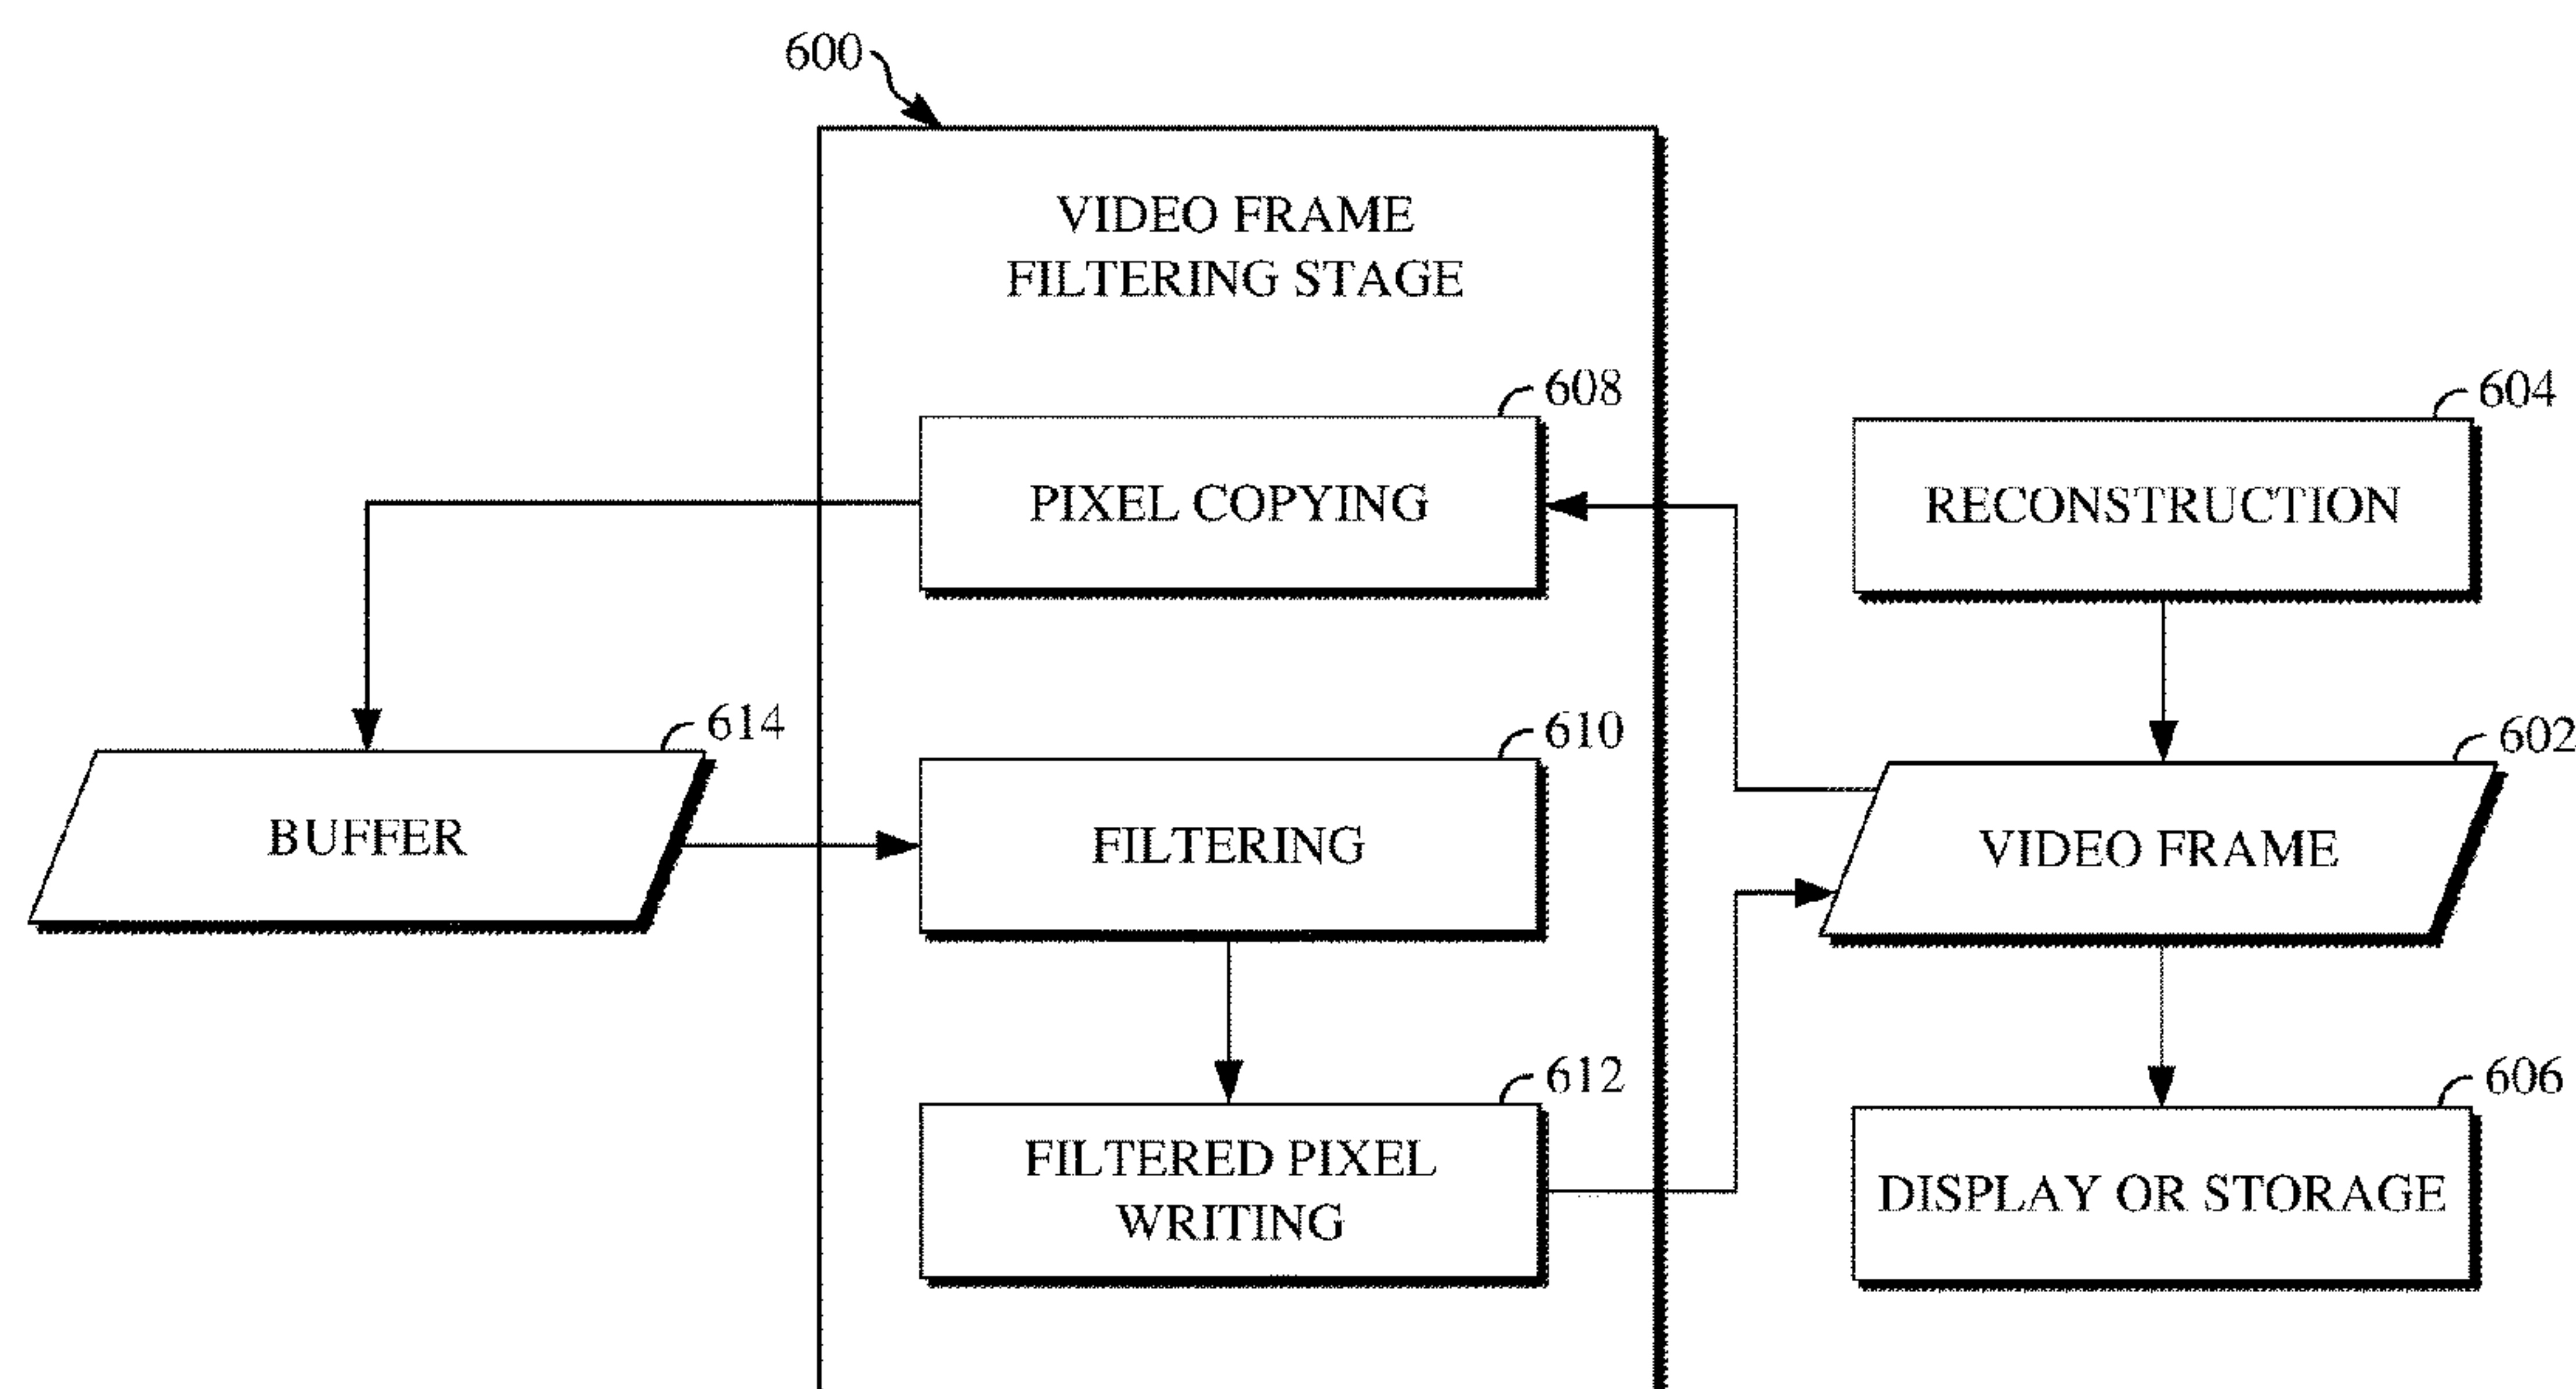 600
VIDEO FRAME
FILTERING STAGE
608
PIXEL COPYING
604
RECONSTRUCTION
614
BUFFER
610
FILTERING
602
VIDEO FRAME
612
FILTERED PIXEL
WRITING
606
DISPLAY OR STORAGE